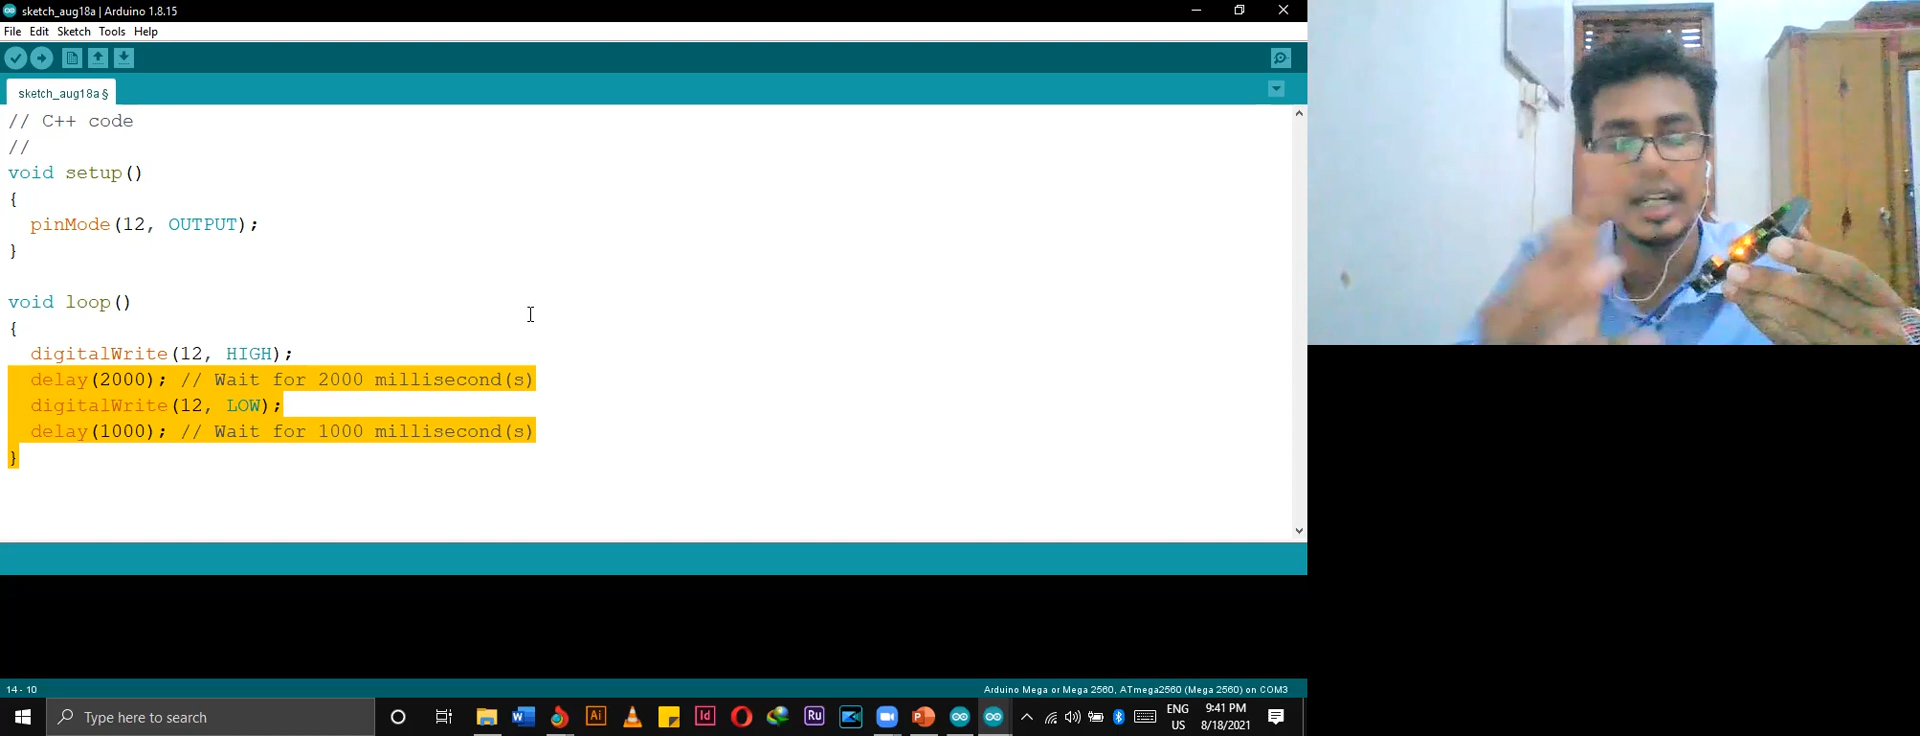 sketch_aug18a | Arduino 1.8.15
File Edit Sketch Tools Help
sketch_aug18a §
// C++ code
//
void setup()
{
pinMode(12, OUTPUT);
}
void loop()
{
digitalWrite(12, HIGH);
delay(2000); // Wait for 2000 millisecond(s)
digitalWrite(12, LOW);
delay(1000); // Wait for 1000 millisecond(s)
}
14 - 10
Arduino Mega or Mega 2560, ATmega2560 (Mega 2560) on COM3
Type here to search
W
Ai
Id
Ru
P
ENG
US
9:41 PM
8/18/2021